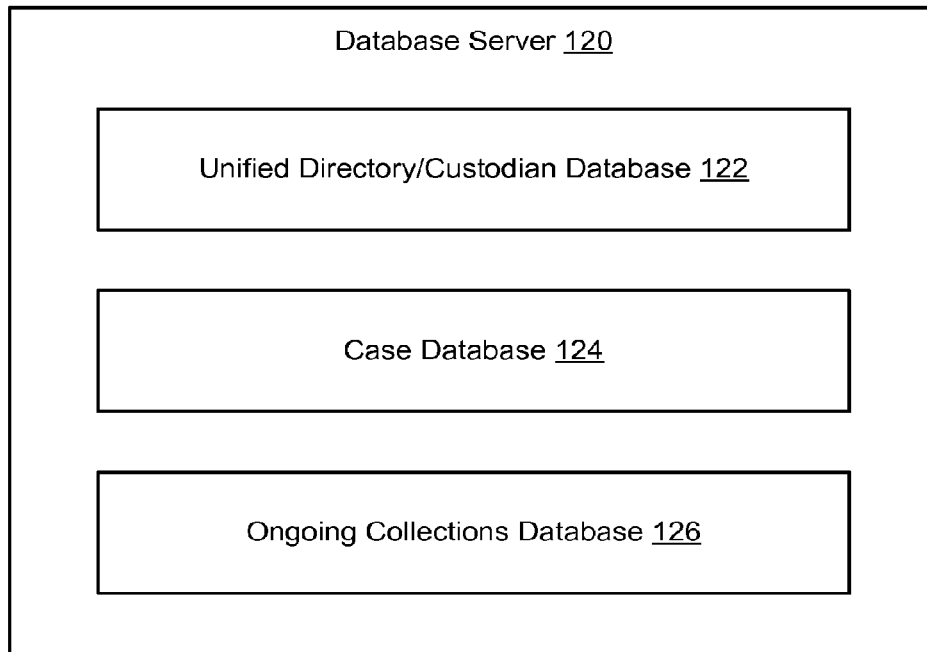 Database Server 120
Unified Directory/Custodian Database 122
Case Database 124
Ongoing Collections Database 126